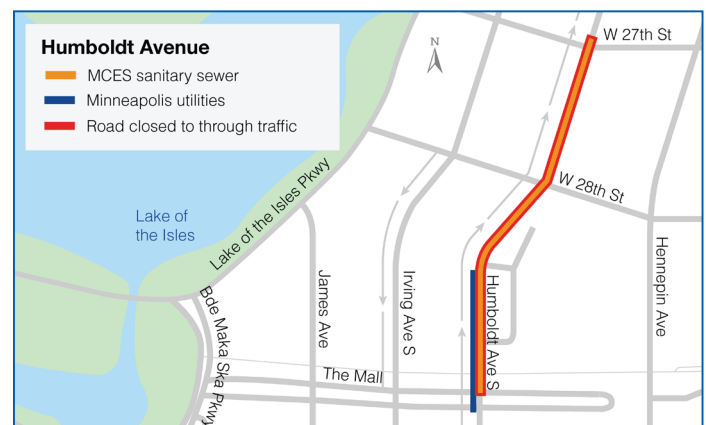 Humboldt Avenue
MCES sanitary sewer
Minneapolis utilities
Road closed to through traffic
N
W 27th St
W 28th St
Lake of
the Isles
Lake of the Isles Pkwy
Bde Maka Ska Pkwy
James Ave
Irving Ave S
Humboldt Ave S
Hennepin Ave
The Mall